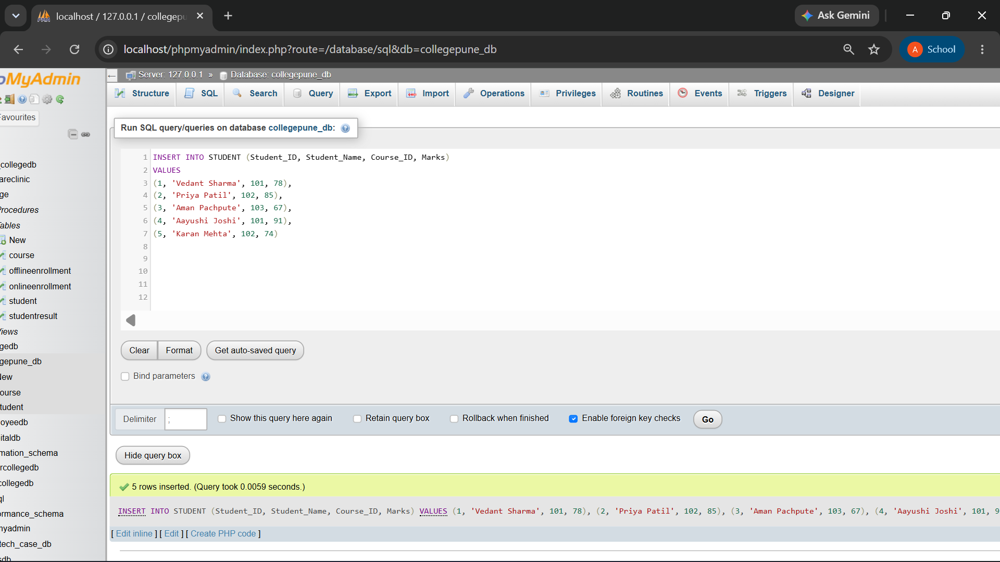 localhost / 127.0.0.1 / collegepu
Ask Gemini
localhost/phpmyadmin/index.php?route=/database/sql&db=collegepune_db
A School
oMyAdmin
avourites
_collegedb
areclinic
ge
Procedures
Tables
New
course
offlineenrollment
onlineenrollment
student
studentresult
Views
gedb
gepune_db
New
ourse
tudent
oyeedb
italdb
mation_schema
rcollegedb
collegedb
ql
ormance_schema
myadmin
tech_case_db
sdb
Server: 127.0.0.1 » Database: collegepune_db
Structure SQL Search Query Export Import Operations Privileges Routines Events Triggers Designer
Run SQL query/queries on database collegepune_db:
1 INSERT INTO STUDENT (Student_ID, Student_Name, Course_ID, Marks)
2 VALUES
3 (1, 'Vedant Sharma', 101, 78),
4 (2, 'Priya Patil', 102, 85),
5 (3, 'Aman Pachpute', 103, 67),
6 (4, 'Aayushi Joshi', 101, 91),
7 (5, 'Karan Mehta', 102, 74)
8
9
10
11
12
Clear Format Get auto-saved query
Bind parameters
Delimiter ; Show this query here again Retain query box Rollback when finished Enable foreign key checks Go
Hide query box
5 rows inserted. (Query took 0.0059 seconds.)
INSERT INTO STUDENT (Student_ID, Student_Name, Course_ID, Marks) VALUES (1, 'Vedant Sharma', 101, 78), (2, 'Priya Patil', 102, 85), (3, 'Aman Pachpute', 103, 67), (4, 'Aayushi Joshi', 101, 9
[ Edit inline ] [ Edit ] [ Create PHP code ]